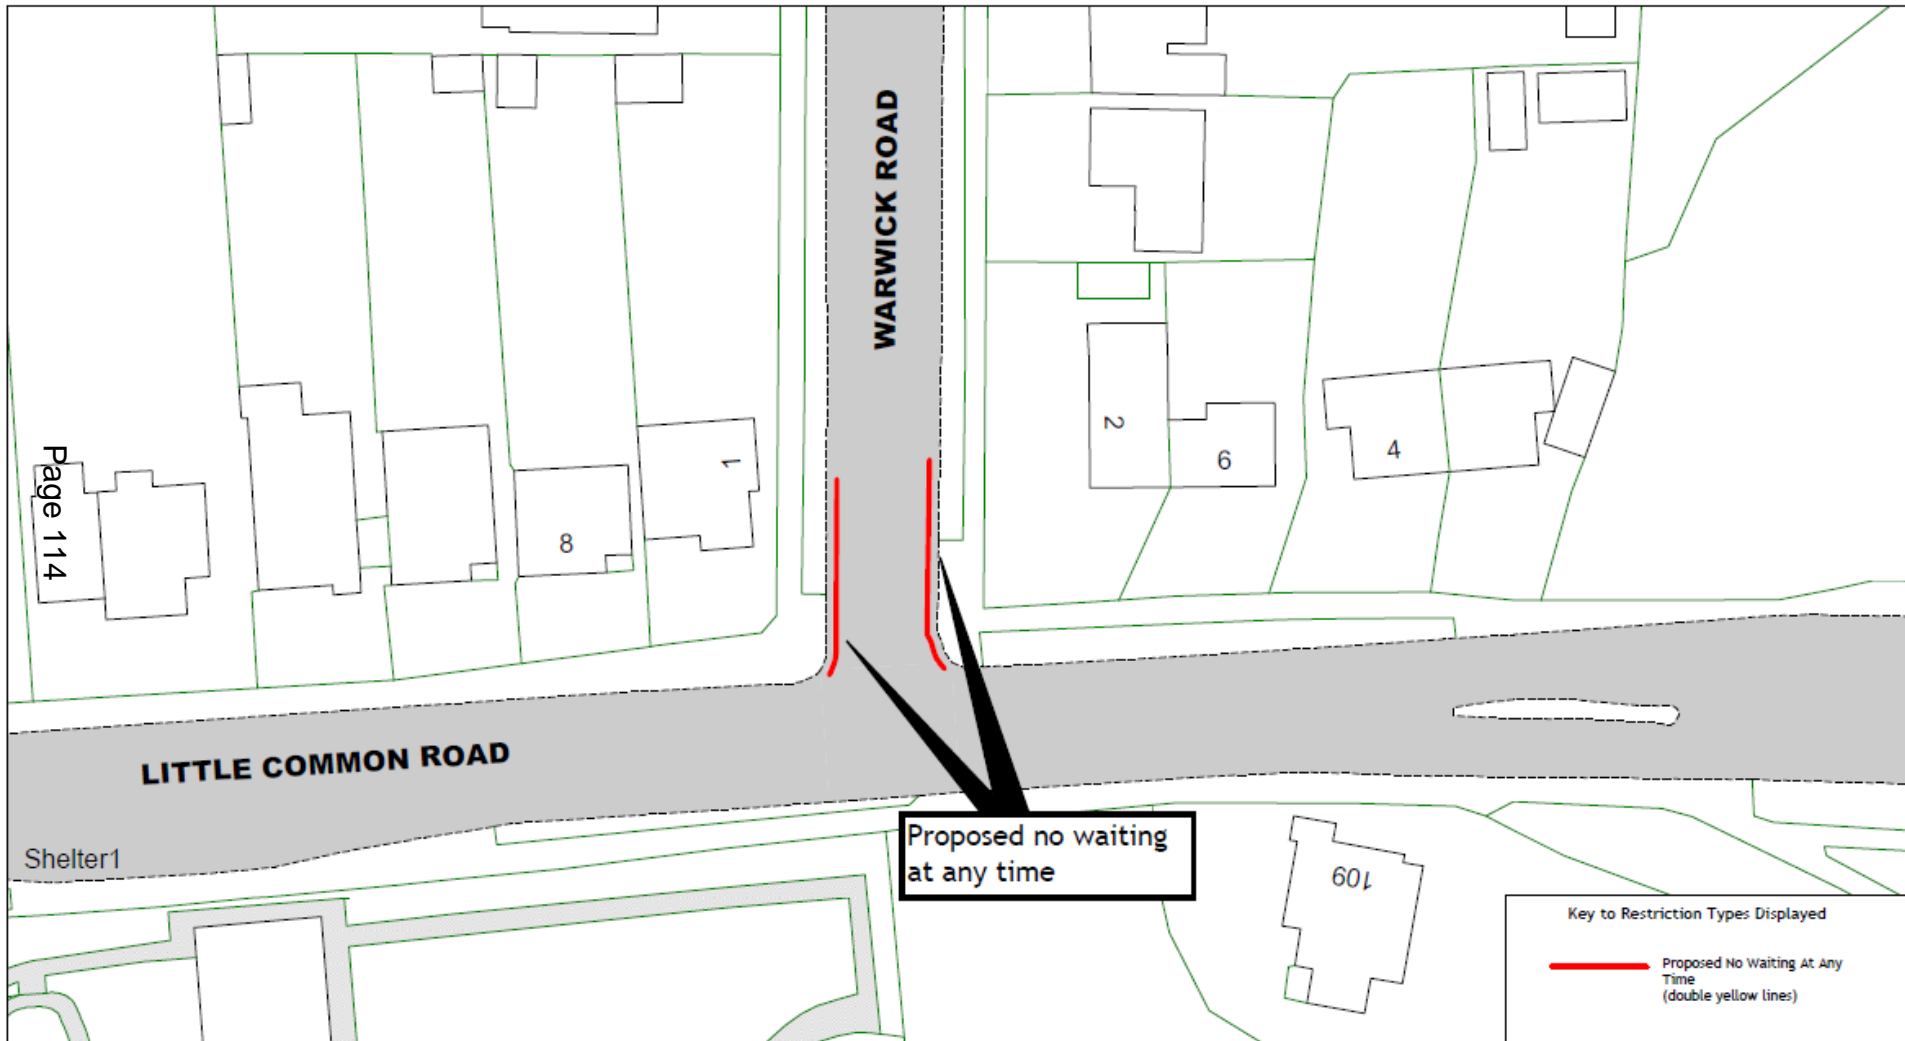 WARWICK ROAD
2
6
4
1
8
Page 114
LITTLE COMMON ROAD
Shelter1
Proposed no waiting
at any time
109
Key to Restriction Types Displayed
Proposed No Waiting At Any
Time
(double yellow lines)